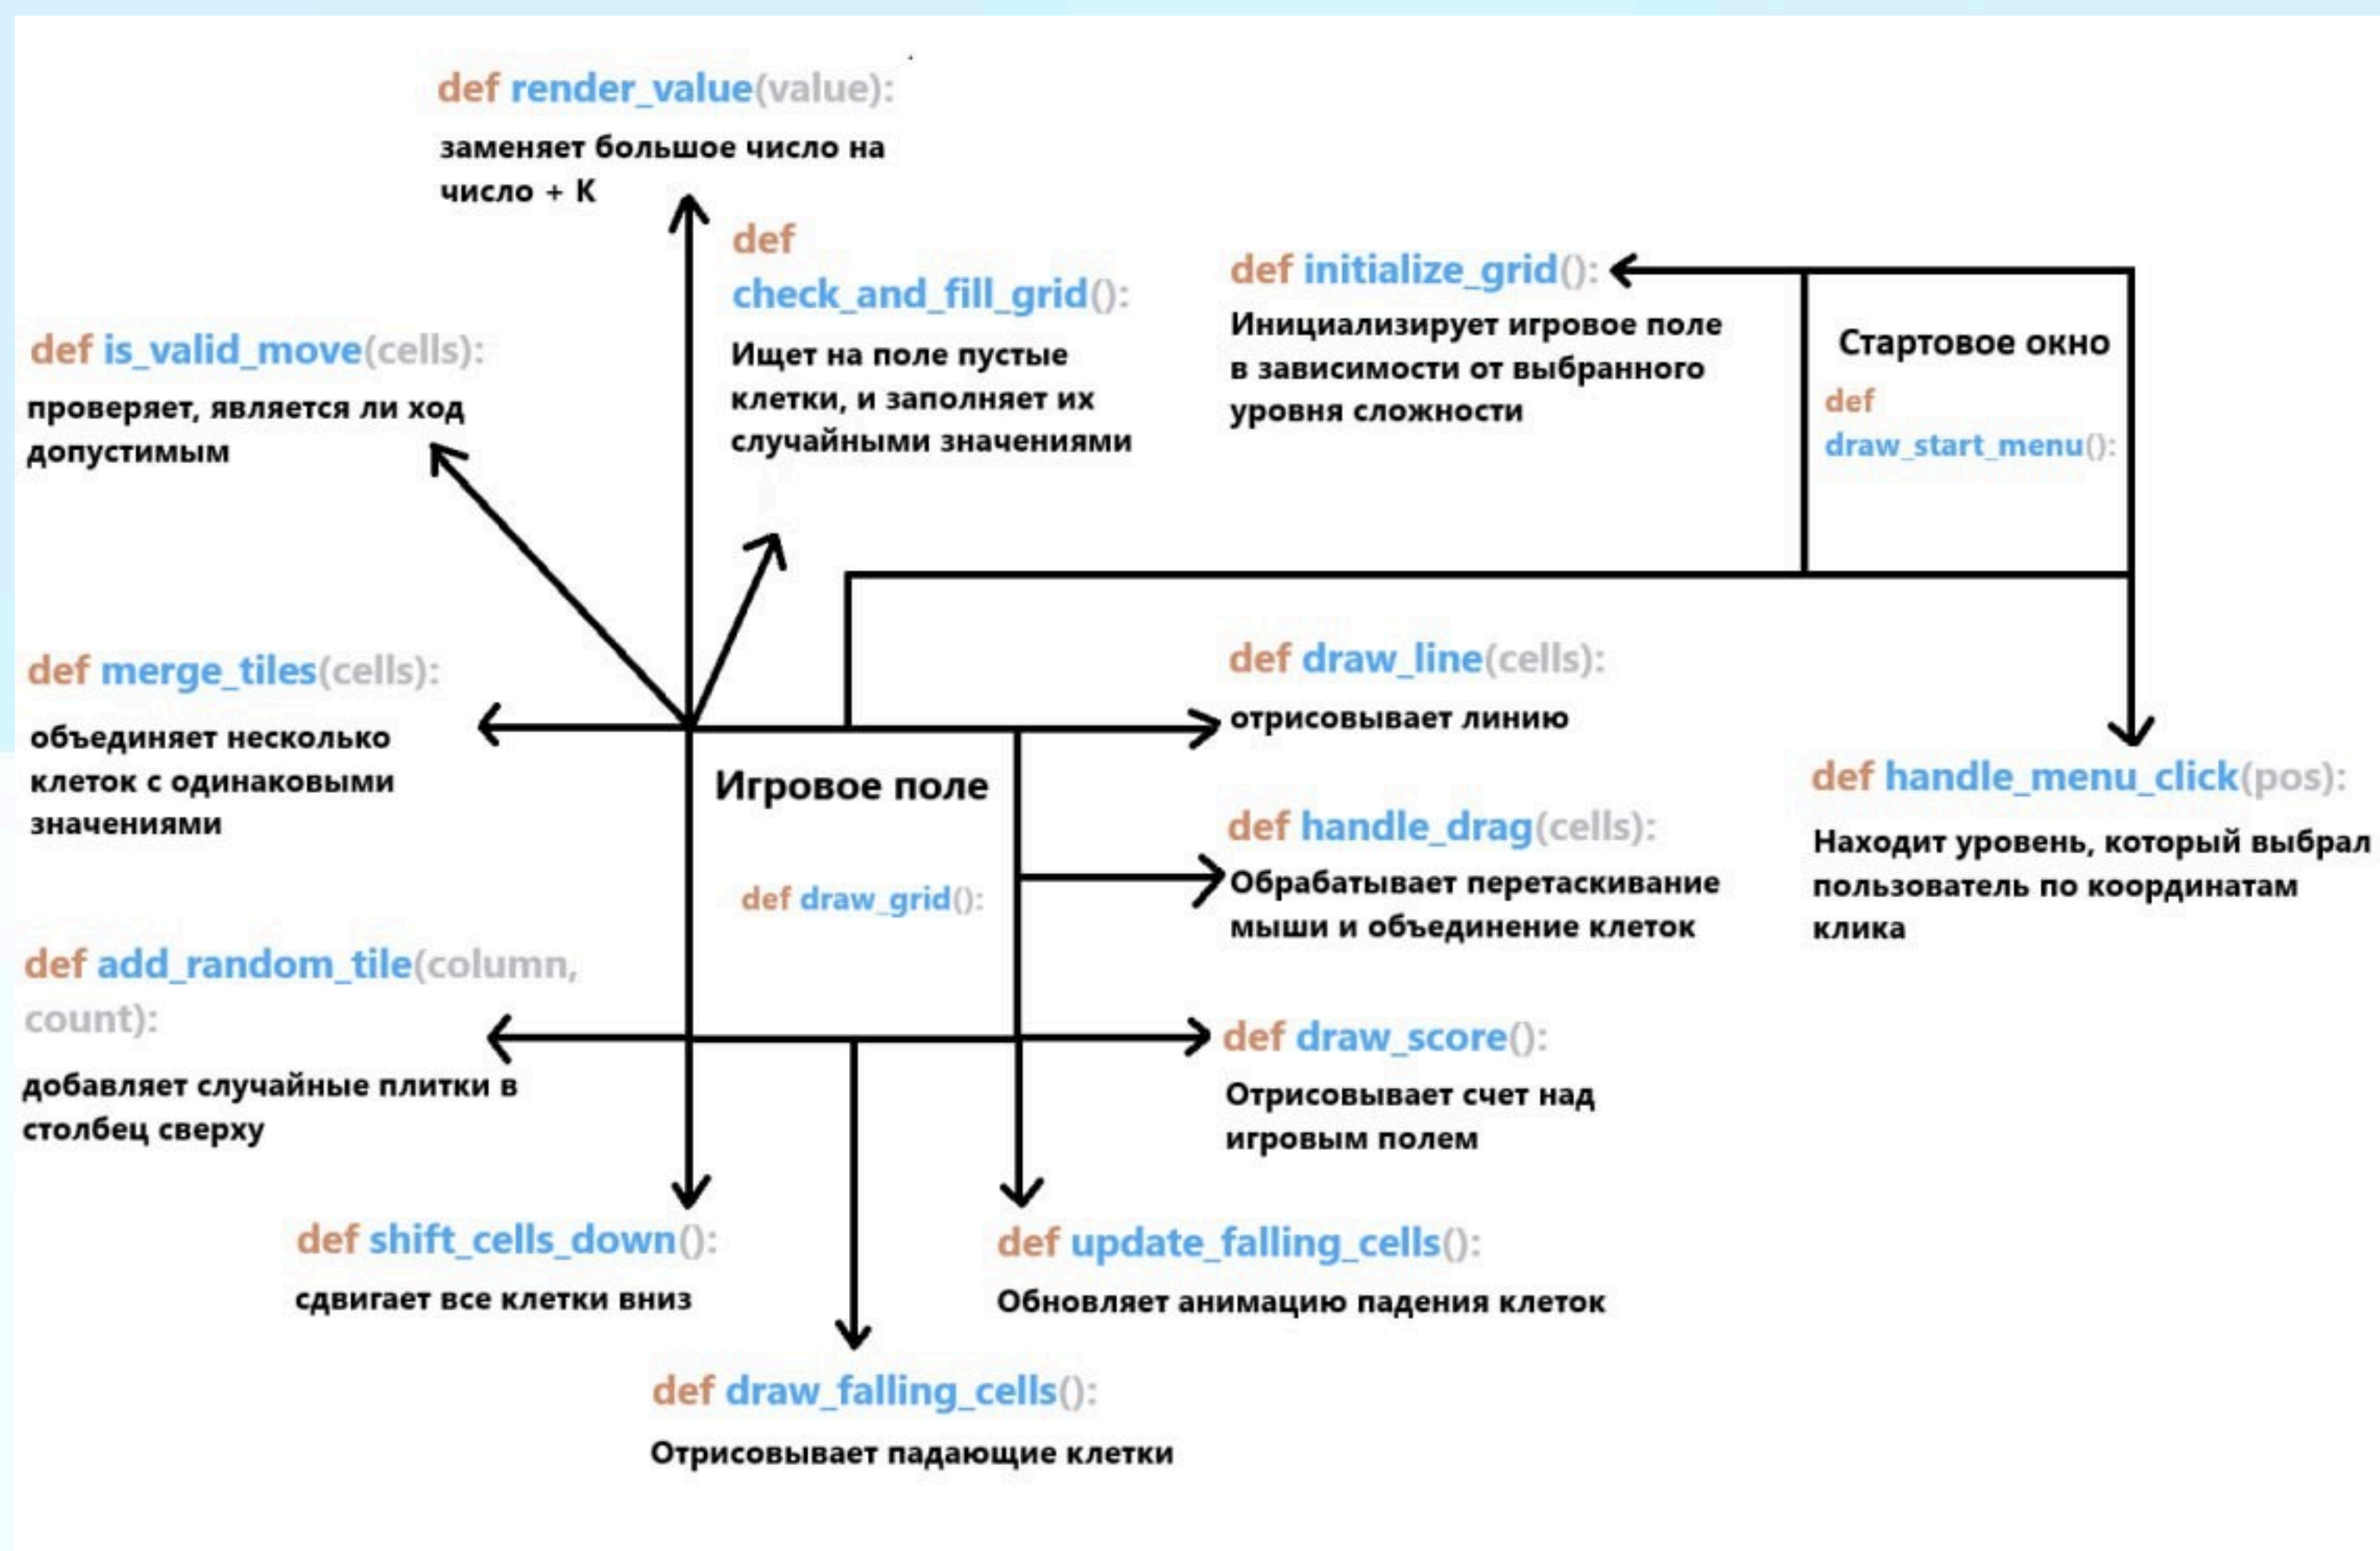 def render_value(value):
заменяет большое число на
число + К
def
check_and_fill_grid():
Ищет на поле пустые
клетки, и заполняет их
случайными значениями
def initialize_grid():
Инициализирует игровое поле
в зависимости от выбранного
уровня сложности
Стартовое окно
def
draw_start_menu():
def is_valid_move(cells):
проверяет, является ли ход
допустимым
def merge_tiles(cells):
объединяет несколько
клеток с одинаковыми
значениями
Игровое поле
def draw_grid():
def draw_line(cells):
отрисовывает линию
def handle_drag(cells):
Обрабатывает перетаскивание
мыши и объединение клеток
def handle_menu_click(pos):
Находит уровень, который выбрал
пользователь по координатам
клика
def add_random_tile(column,
count):
добавляет случайные плитки в
столбец сверху
def draw_score():
Отрисовывает счет над
игровым полем
def shift_cells_down():
сдвигает все клетки вниз
def update_falling_cells():
Обновляет анимацию падения клеток
def draw_falling_cells():
Отрисовывает падающие клетки